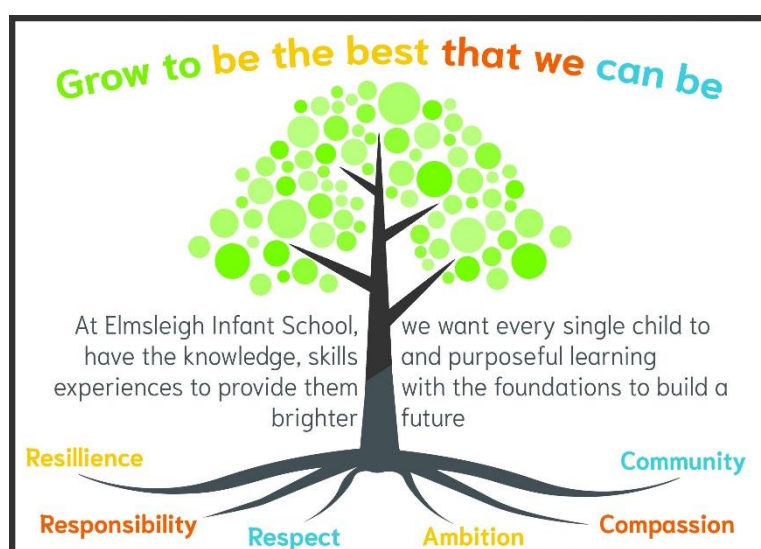 Grow to be the best that we can be
At Elmsleigh Infant School, we want every single child to
have the knowledge, skills and purposeful learning
experiences to provide them with the foundations to build a
brighter future
Resillience
Community
Responsibility
Respect
Ambition
Compassion